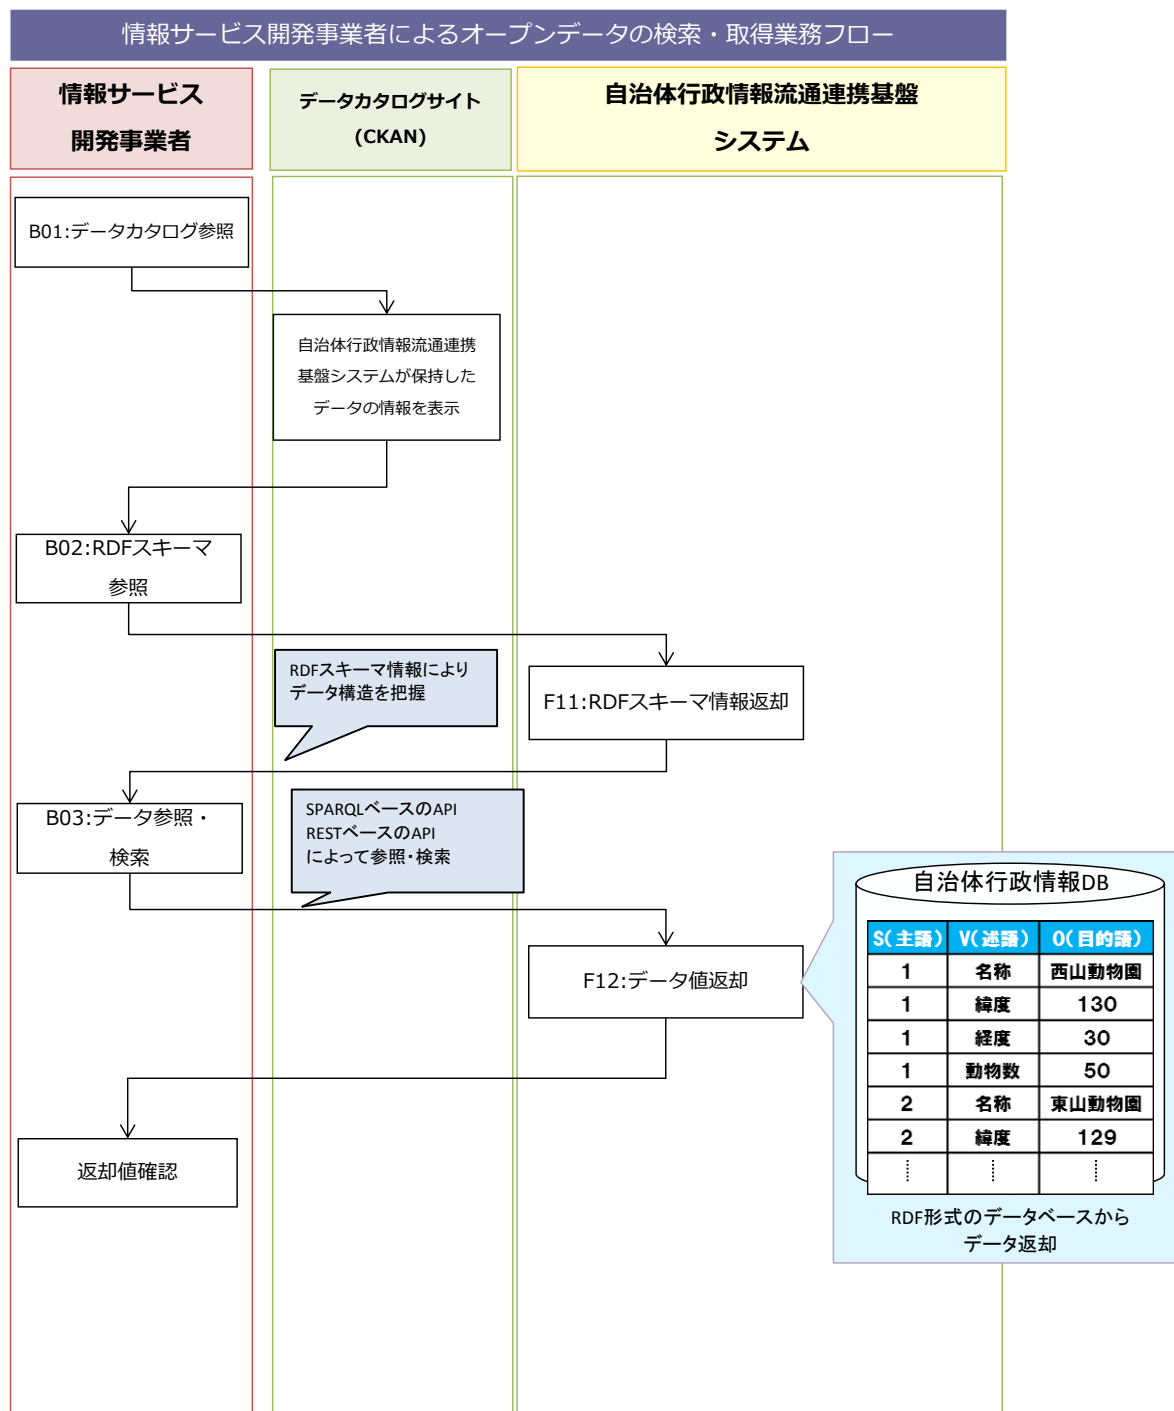 情報サービス開発事業者によるオープンデータの検索・取得業務フロー
情報サービス
開発事業者
データカタログサイト
(CKAN)
自治体行政情報流通連携基盤
システム
B01:データカタログ参照
自治体行政情報流通連携
基盤システムが保持した
データの情報を表示
B02:RDFスキーマ
参照
RDFスキーマ情報により
データ構造を把握
F11:RDFスキーマ情報返却
B03:データ参照・
検索
SPARQLベースのAPI
RESTベースのAPI
によって参照・検索
F12:データ値返却
自治体行政情報DB
S(主語) V(述語) O(目的語)
1 名称 西山動物園
1 緯度 130
1 経度 30
1 動物数 50
2 名称 東山動物園
2 緯度 129
┊ ┊ ┊
RDF形式のデータベースから
データ返却
返却値確認